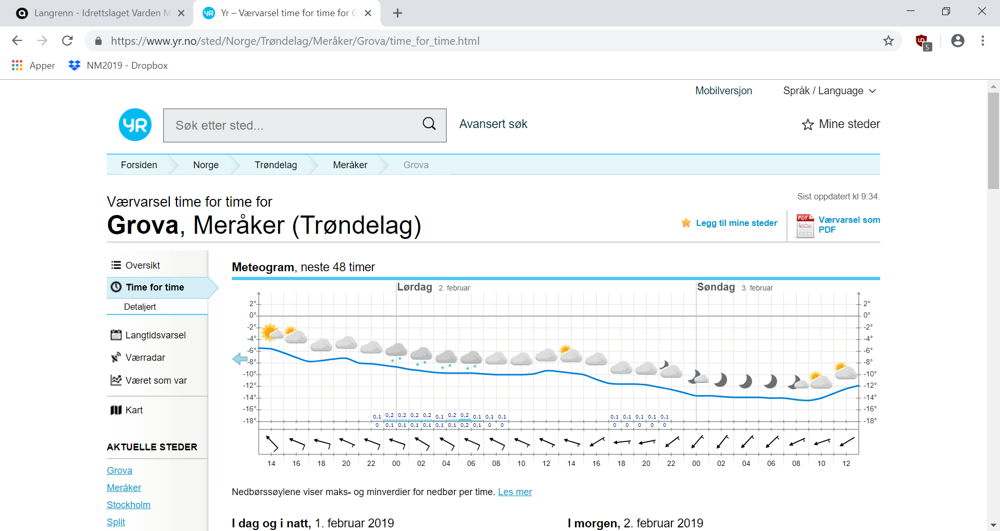 Langrenn - Idrettslaget Varden M
Yr – Værvarsel time for time for G
https://www.yr.no/sted/Norge/Trøndelag/Meråker/Grova/time_for_time.html
5
Apper
NM2019 - Dropbox
Mobilversjon
Språk / Language
YR
Søk etter sted...
Avansert søk
Mine steder
Forsiden
Norge
Trøndelag
Meråker
Grova
Sist oppdatert kl 9:34.
Værvarsel time for time for
Grova, Meråker (Trøndelag)
Legg til mine steder
PDF
Værvarsel som
PDF
Oversikt
Time for time
Detaljert
Langtidsvarsel
Værradar
Været som var
Kart
AKTUELLE STEDER
Grova
Meråker
Stockholm
Split
Meteogram, neste 48 timer
Lørdag 2. februar
Søndag 3. februar
2° 2°
0° 0°
-2° -2°
-4° -4°
-6° -6°
-8° -8°
-10° -10°
-12° -12°
-14° -14°
-16° -16°
-18° -18°
0,1 0,2 0,2 0,2 0,2 0,1 0,2 0,2 0,1 0,1 0,1 0,1 0,1 0,1 0,1 0,1
0 0,1 0,1 0,1 0,1 0,1 0,1 0,2 0,1 0 0 0 0 0 0 0
14 16 18 20 22 00 02 04 06 08 10 12 14 16 18 20 22 00 02 04 06 08 10 12
Nedbørssøylene viser maks- og minverdier for nedbør per time. Les mer
I dag og i natt, 1. februar 2019
I morgen, 2. februar 2019